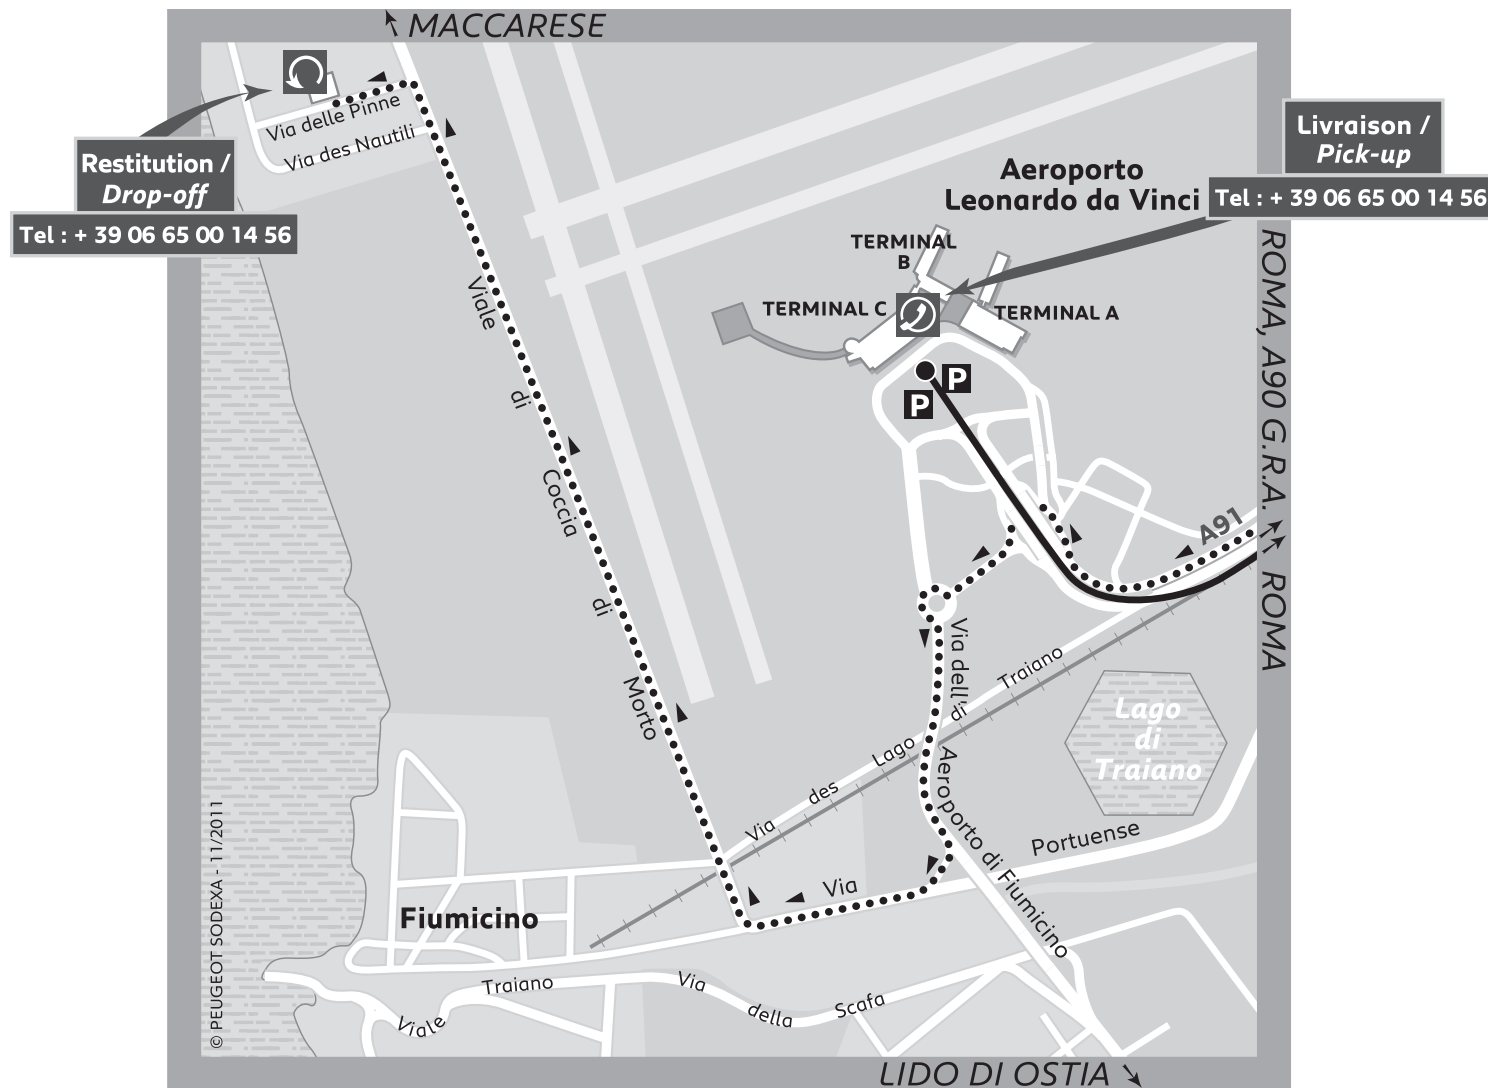 MACCARESE
Via delle Pinne
Via des Nautili
Restitution /
Drop-off
Tel : + 39 06 65 00 14 56
Livraison /
Pick-up
Tel : + 39 06 65 00 14 56
Aeroporto
Leonardo da Vinci
TERMINAL
B
TERMINAL C
TERMINAL A
P
P
ROMA, A90 G.R.A.
ROMA
A91
Viale
di
Coccia
di
Morto
Via dell'
Aeroporto di Fiumicino
Via
des
Lago
di
Traiano
Lago
di
Traiano
Portuense
Via
Fiumicino
Traiano
Viale
Via
della
Scafa
© PEUGEOT SODEXA - 11/2011
LIDO DI OSTIA